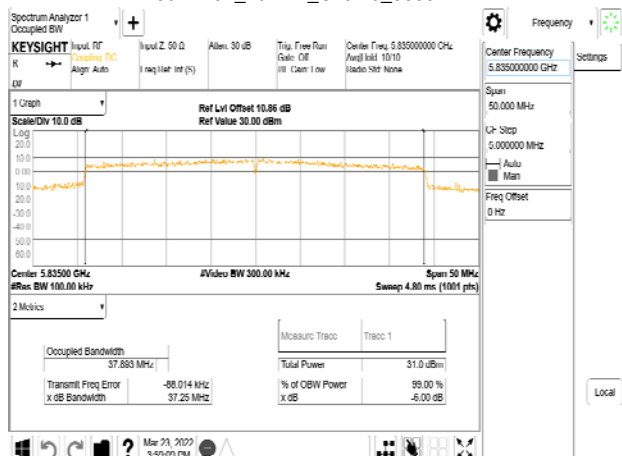 Spectrum Analyzer 1
Occupied BW
KEYSIGHT
R
Input: RF
Coupling: DC
Align: Auto
Input Z: 50 Ω
Freq Ref: Int (S)
Atten: 30 dB
Trig: Free Run
Gate: Off
IF Gain: Low
Center Freq: 5.835000000 GHz
Avg|Hold: 10/10
Radio Std: None
1 Graph
Scale/Div 10.0 dB
Ref Lvl Offset 10.86 dB
Ref Value 30.00 dBm
Log
20.0
10.0
0.00
10.0
20.0
-30.0
-40.0
50.0
60.0
Center 5.83500 GHz
#Res BW 100.00 kHz
#Video BW 300.00 kHz
Span 50 MHz
Sweep 4.80 ms (1001 pts)
2 Metrics
Measure Trace
Trace 1
Occupied Bandwidth
37.893 MHz
Total Power
31.0 dBm
Transmit Freq Error
-88.014 kHz
% of OBW Power
99.00 %
x dB Bandwidth
37.25 MHz
x dB
-6.00 dB
?
Mar 23, 2022
Frequency
Settings
Center Frequency
5.835000000 GHz
Span
50.000 MHz
CF Step
5.000000 MHz
Auto
Man
Freq Offset
0 Hz
Local